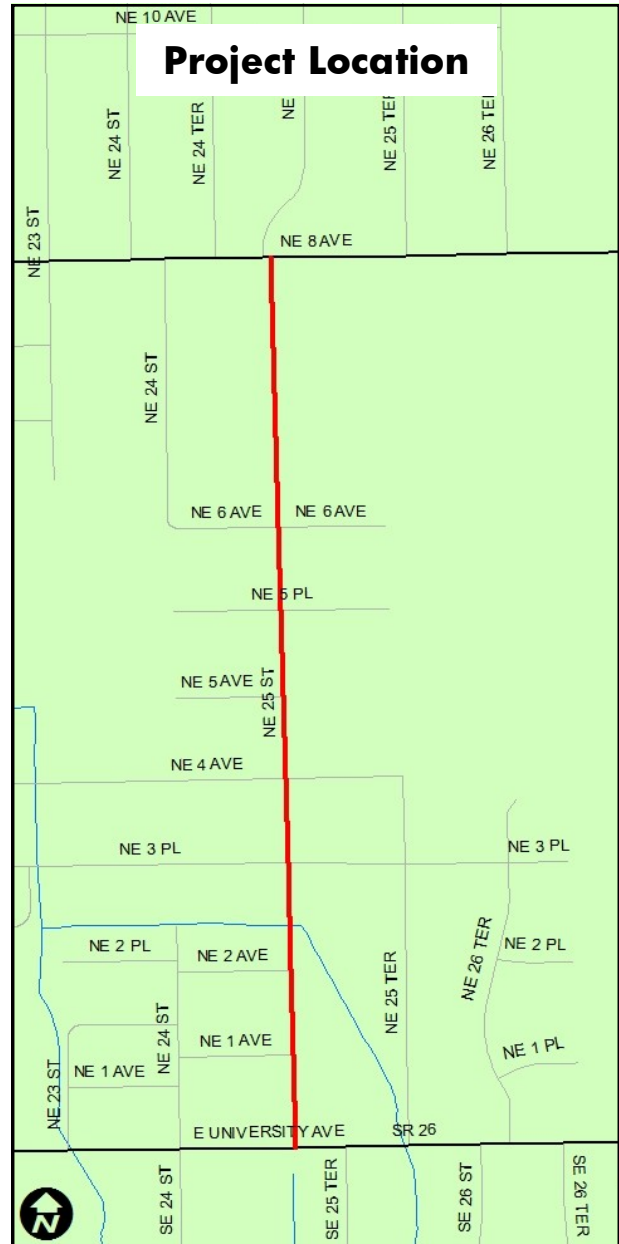 NE 10 AVE
Project Location
NE 24 ST
NE 24 TER
NE
NE 25 TER
NE 26 TER
NE 23 ST
NE 8 AVE
NE 24 ST
NE 6 AVE
NE 6 AVE
NE 5 PL
NE 5 AVE
NE 25 ST
NE 4 AVE
NE 3 PL
NE 3 PL
NE 2 PL
NE 2 AVE
NE 26 TER
NE 2 PL
NE 25 TER
NE 24 ST
NE 1 AVE
NE 1 PL
NE 23 ST
NE 1 AVE
E UNIVERSITY AVE
SR 26
SE 24 ST
SE 25 TER
SE 26 ST
SE 26 TER
N